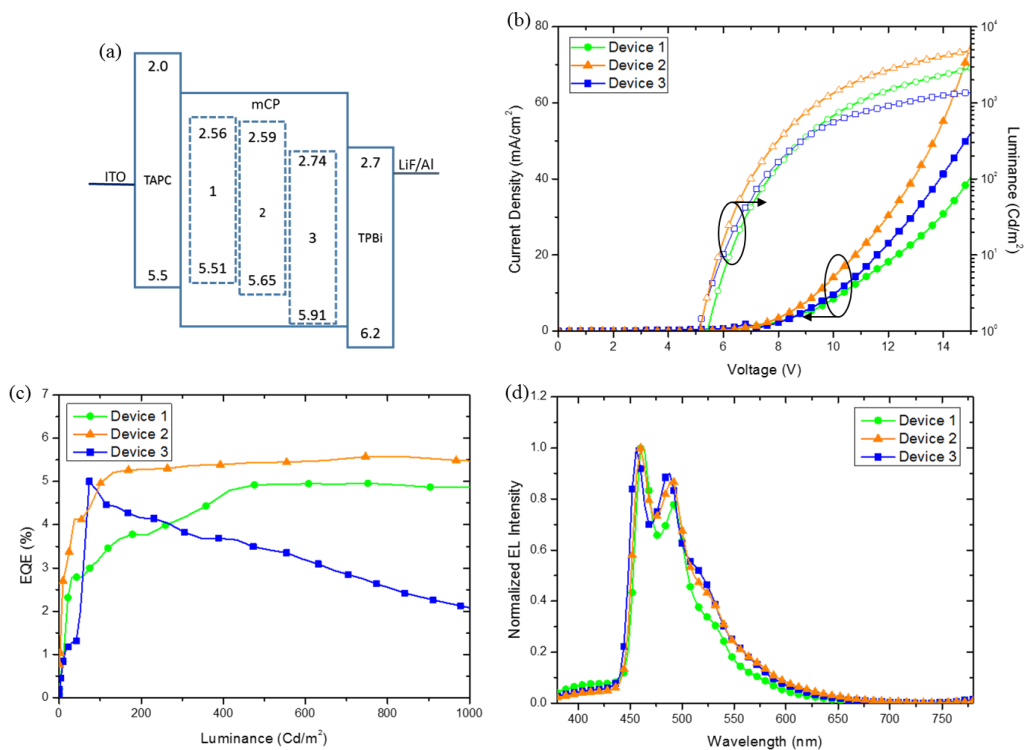 (a)
2.0
mCP
2.56
2.59
2.74
2.7
LiF/Al
ITO
TAPC
1
2
3
TPBi
5.51
5.65
5.5
5.91
6.2
(b)
80
60
40
20
0
Current Density (mA/cm²)
Device 1
Device 2
Device 3
10⁴
10³
10²
10¹
10⁰
Luminance (Cd/m²)
0 2 4 6 8 10 12 14
Voltage (V)
(c)
7
6
5
4
3
2
1
0
EQE (%)
Device 1
Device 2
Device 3
0 200 400 600 800 1000
Luminance (Cd/m²)
(d)
1.2
1.0
0.8
0.6
0.4
0.2
0.0
Normalized EL Intensity
Device 1
Device 2
Device 3
400 450 500 550 600 650 700 750
Wavelength (nm)